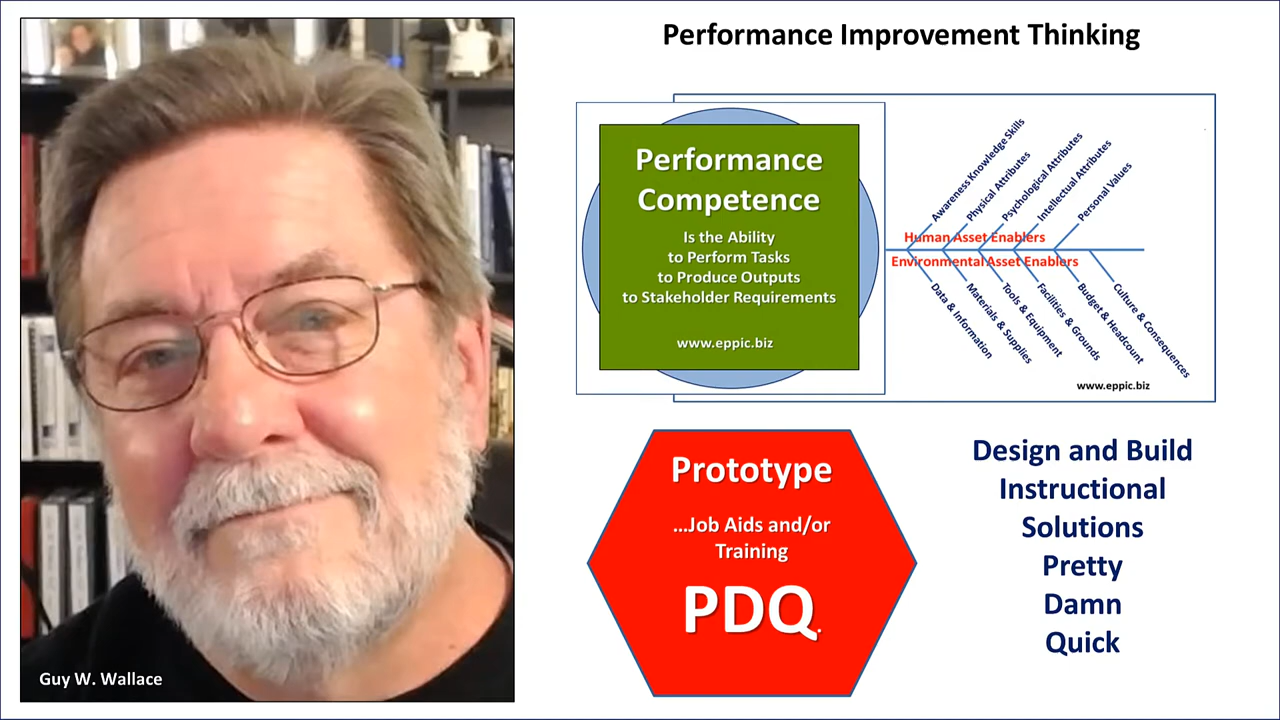 Performance Improvement Thinking
Performance
Competence
Is the Ability
to Perform Tasks
to Produce Outputs
to Stakeholder Requirements
www.eppic.biz
Awareness Knowledge Skills
Physical Attributes
Psychological Attributes
Intellectual Attributes
Personal Values
Human Asset Enablers
Environmental Asset Enablers
Data & Information
Materials & Supplies
Tools & Equipment
Facilities & Grounds
Budget & Headcount
Culture & Consequences
www.eppic.biz
Prototype
...Job Aids and/or
Training
PDQ.
Design and Build
Instructional
Solutions
Pretty
Damn
Quick
Guy W. Wallace